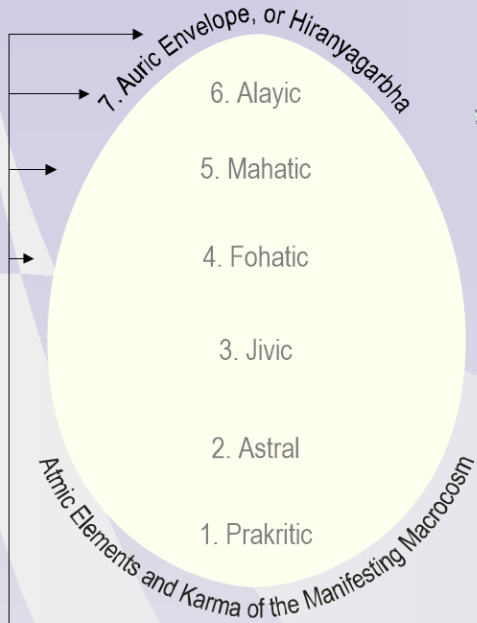 7. Auric Envelope, or Hiranyagarbha
6. Alayic
5. Mahatic
4. Fohatic
3. Jivic
2. Astral
1. Prakritic
Atmic Elements and Karma of the Manifesting Macrocosm